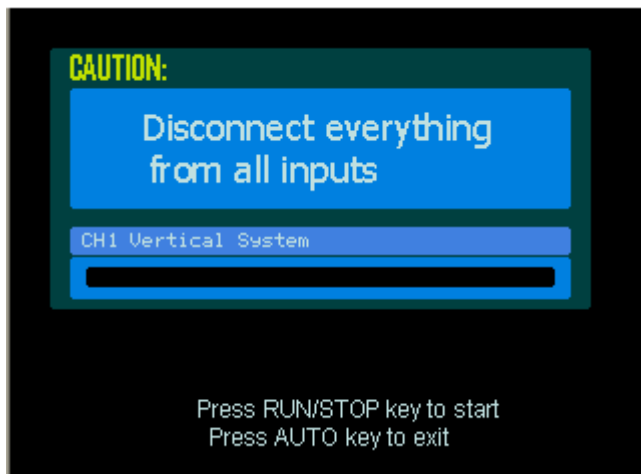 CAUTION:
Disconnect everything
from all inputs
CH1 Vertical System
Press RUN/STOP key to start
Press AUTO key to exit